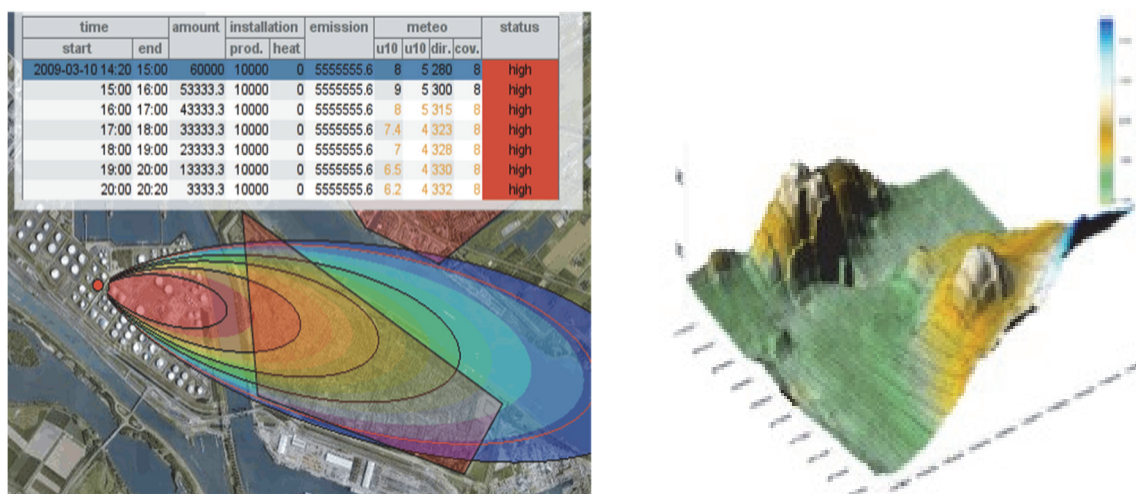 time amount installation emission meteo status
start end prod. heat u10 u10 dir. cov.
2009-03-10 14:20 15:00 60000 10000 0 5555555.6 8 5 280 8 high
15:00 16:00 53333.3 10000 0 5555555.6 9 5 300 8 high
16:00 17:00 43333.3 10000 0 5555555.6 8 5 315 8 high
17:00 18:00 33333.3 10000 0 5555555.6 7.4 4 323 8 high
18:00 19:00 23333.3 10000 0 5555555.6 7 4 328 8 high
19:00 20:00 13333.3 10000 0 5555555.6 6.5 4 330 8 high
20:00 20:20 3333.3 10000 0 5555555.6 6.2 4 332 8 high